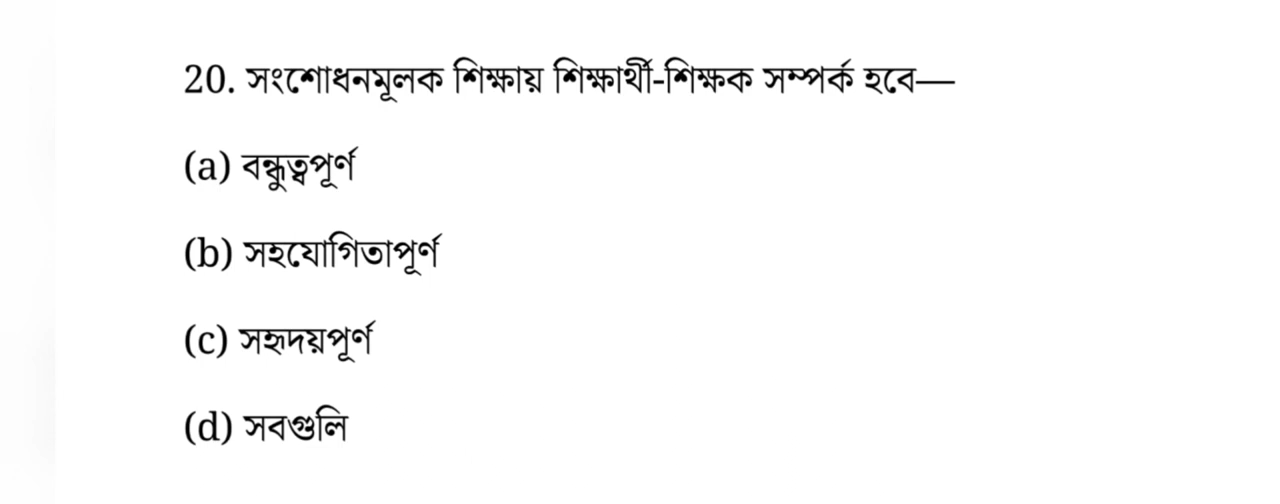 20. সংশোধনমূলক শিক্ষায় শিক্ষার্থী-শিক্ষক সম্পর্ক হবে—
(a) বন্ধুত্বপূর্ণ
(b) সহযোগিতাপূর্ণ
(c) সহৃদয়পূর্ণ
(d) সবগুলি